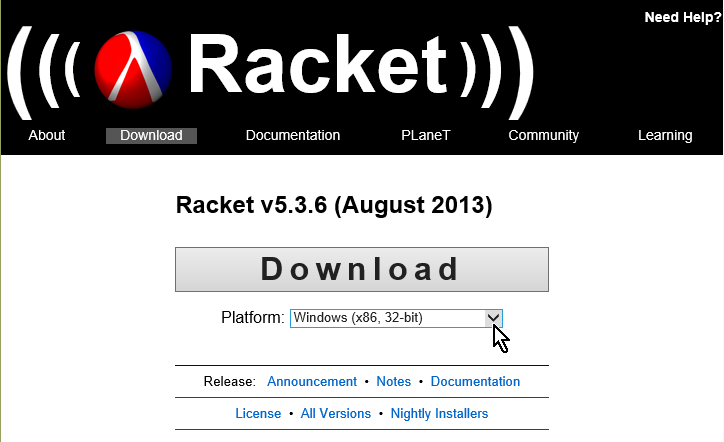 Need Help?
(((Racket)))
About Download Documentation PLaneT Community Learning
Racket v5.3.6 (August 2013)
Download
Platform: Windows (x86, 32-bit)
Release: Announcement • Notes • Documentation
License • All Versions • Nightly Installers